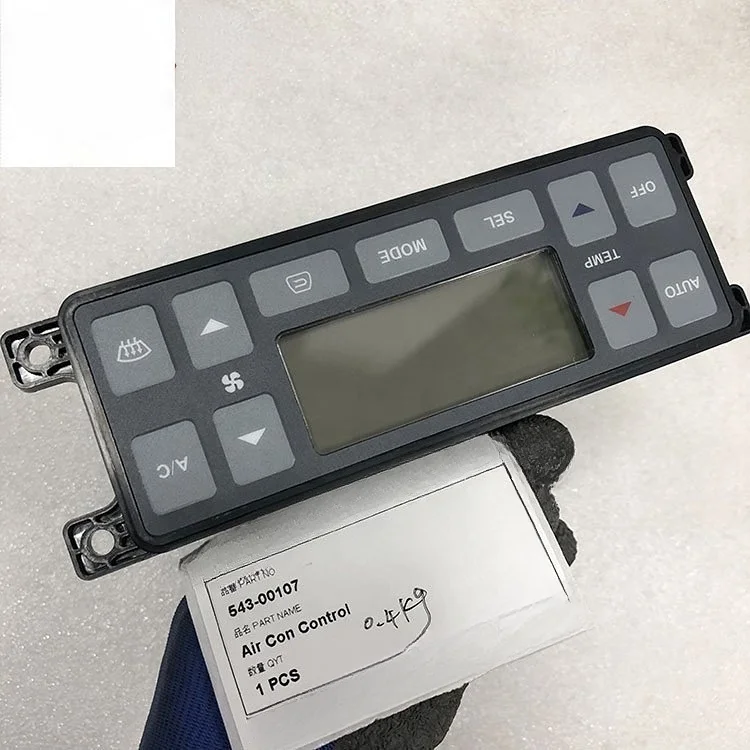 OFF
SEL
MODE
TEMP
AUTO
A/C
品番 PART NO
543-00107
品名 PART NAME
Air Con Control
0.4kg
数量 QYT
1 PCS